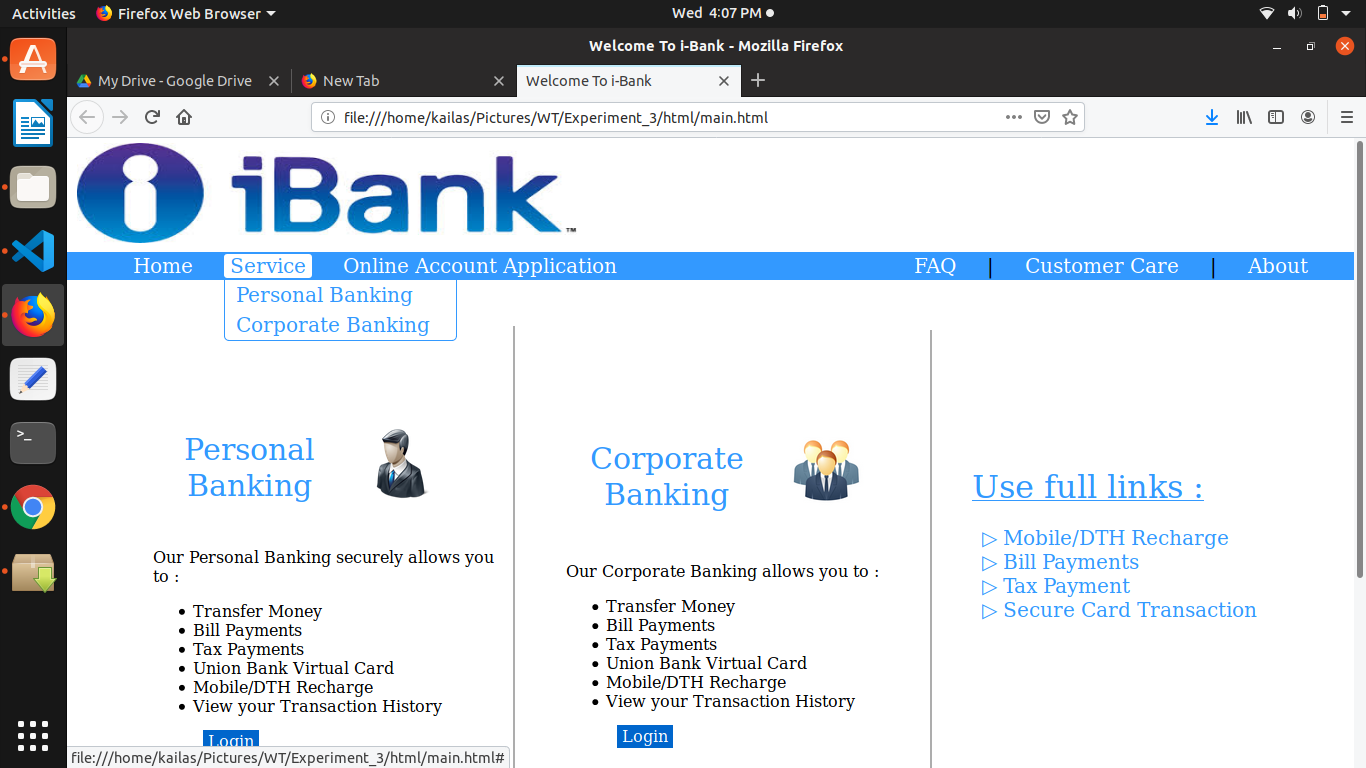 Activities Firefox Web Browser Wed 4:07 PM
Welcome To i-Bank - Mozilla Firefox
My Drive - Google Drive New Tab Welcome To i-Bank
file:///home/kailas/Pictures/WT/Experiment_3/html/main.html
iBank™
Home Service Online Account Application FAQ | Customer Care | About
Personal Banking
Corporate Banking
Personal
Banking
Our Personal Banking securely allows you
to :
• Transfer Money
• Bill Payments
• Tax Payments
• Union Bank Virtual Card
• Mobile/DTH Recharge
• View your Transaction History
Login
Corporate
Banking
Our Corporate Banking allows you to :
• Transfer Money
• Bill Payments
• Tax Payments
• Union Bank Virtual Card
• Mobile/DTH Recharge
• View your Transaction History
Login
Use full links :
▷ Mobile/DTH Recharge
▷ Bill Payments
▷ Tax Payment
▷ Secure Card Transaction
file:///home/kailas/Pictures/WT/Experiment_3/html/main.html#